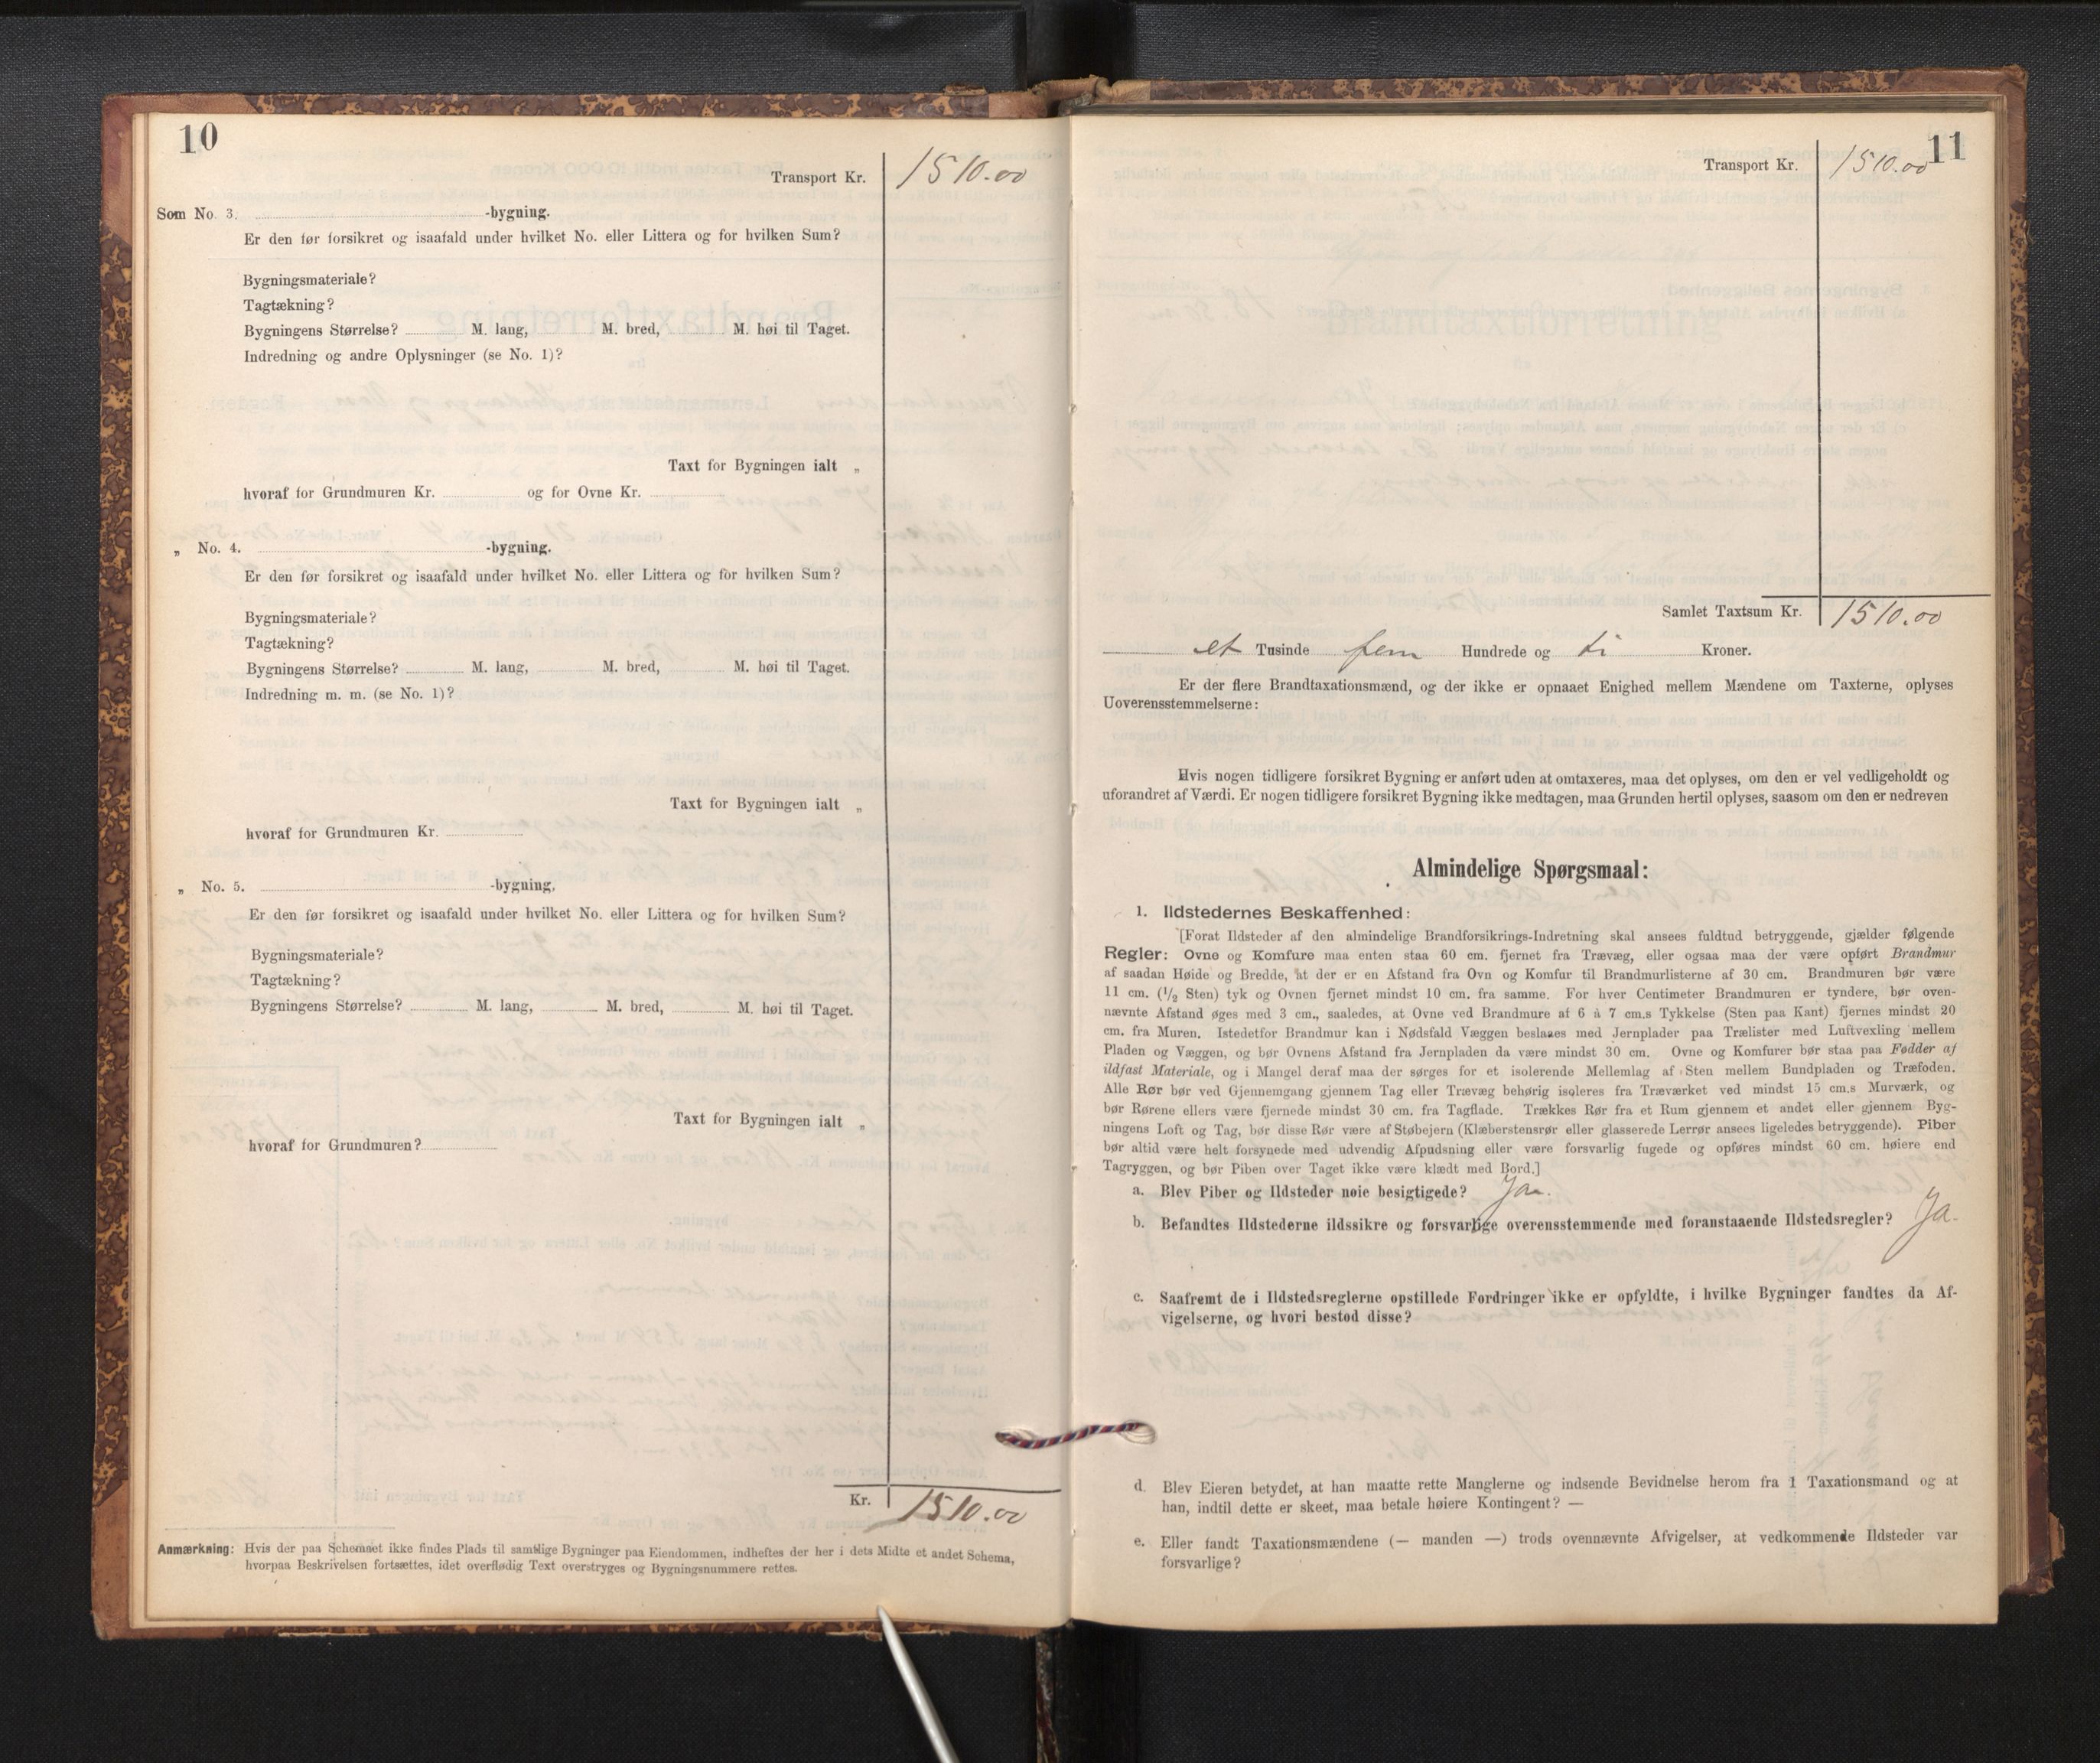 10
Transport Kr. 1510.00
Som No. 3. -bygning.
Er den før forsikret og isaafald under hvilket No. eller Littera og for hvilken Sum?
Bygningsmateriale?
Tagtækning?
Bygningens Størrelse? M. lang, M. bred, M. høi til Taget.
Indredning og andre Oplysninger (se No. 1)?
Taxt for Bygningen ialt „
hvoraf for Grundmuren Kr. og for Ovne Kr.
„ No. 4. -bygning.
Er den før forsikret og isaafald under hvilket No. eller Littera og for hvilken Sum?
Bygningsmateriale?
Tagtækning?
Bygningens Størrelse? M. lang, M. bred, M. høi til Taget.
Indredning m. m. (se No. 1)?
Taxt for Bygningen ialt „
hvoraf for Grundmuren Kr.
„ No. 5. -bygning,
Er den før forsikret og isaafald under hvilket No. eller Littera og for hvilken Sum?
Bygningsmateriale?
Tagtækning?
Bygningens Størrelse? M. lang, M. bred, M. høi til Taget.
Taxt for Bygningen ialt „
hvoraf for Grundmuren?
Kr. 1510.00
Anmærkning: Hvis der paa Schemaet ikke findes Plads til samtlige Bygninger paa Eiendommen, indheftes der her i dets Midte et andet Schema,
hvorpaa Beskrivelsen fortsættes, idet overflødig Text overstryges og Bygningsnummere rettes.
11
Transport Kr. 1510.00
Samlet Taxtsum Kr. 1510.00
et Tusinde fem Hundrede og ti Kroner.
Er der flere Brandtaxationsmænd, og der ikke er opnaaet Enighed mellem Mændene om Taxterne, oplyses
Uoverensstemmelserne:
Hvis nogen tidligere forsikret Bygning er anført uden at omtaxeres, maa det oplyses, om den er vel vedligeholdt og
uforandret af Værdi. Er nogen tidligere forsikret Bygning ikke medtagen, maa Grunden hertil oplyses, saasom om den er nedreven
Almindelige Spørgsmaal:
1. Ildstedernes Beskaffenhed:
[Forat Ildsteder af den almindelige Brandforsikrings-Indretning skal ansees fuldtud betryggende, gjælder følgende
Regler: Ovne og Komfure maa enten staa 60 cm. fjernet fra Trævæg, eller ogsaa maa der være opført Brandmur
af saadan Høide og Bredde, at der er en Afstand fra Ovn og Komfur til Brandmurlisterne af 30 cm. Brandmuren bør være
11 cm. (1/2 Sten) tyk og Ovnen fjernet mindst 10 cm. fra samme. For hver Centimeter Brandmuren er tyndere, bør oven-
nævnte Afstand øges med 3 cm., saaledes, at Ovne ved Brandmure af 6 à 7 cm.s Tykkelse (Sten paa Kant) fjernes mindst 20
cm. fra Muren. Istedetfor Brandmur kan i Nødsfald Væggen beslaaes med Jernplader paa Trælister med Luftvexling mellem
Pladen og Væggen, og bør Ovnens Afstand fra Jernpladen da være mindst 30 cm. Ovne og Komfurer bør staa paa Fødder af
ildfast Materiale, og i Mangel deraf maa der sørges for et isolerende Mellemlag af Sten mellem Bundpladen og Træfoden.
Alle Rør bør ved Gjennemgang gjennem Tag eller Trævæg behørig isoleres fra Træværket ved mindst 15 cm.s Murværk, og
bør Rørene ellers være fjernede mindst 30 cm. fra Tagflade. Trækkes Rør fra et Rum gjennem et andet eller gjennem Byg-
ningens Loft og Tag, bør disse Rør være af Støbejern (Klæberstensrør eller glasserede Lerrør ansees ligeledes betryggende). Piber
bør altid være helt forsynede med udvendig Afpudsning eller være forsvarlig fugede og opføres mindst 60 cm. høiere end
Tagryggen, og bør Piben over Taget ikke være klædt med Bord.]
a. Blev Piber og Ildsteder nøie besigtigede? Ja.
b. Befandtes Ildstederne ildssikre og forsvarlige overensstemmende med foranstaaende Ildstedsregler? Ja.
c. Saafremt de i Ildstedsreglerne opstillede Fordringer ikke er opfyldte, i hvilke Bygninger fandtes da Af-
vigelserne, og hvori bestod disse?
d. Blev Eieren betydet, at han maatte rette Manglerne og indsende Bevidnelse herom fra 1 Taxationsmand og at
han, indtil dette er skeet, maa betale høiere Kontingent? —
e. Eller fandt Taxationsmændene (— manden —) trods ovennævnte Afvigelser, at vedkommende Ildsteder var
forsvarlige?